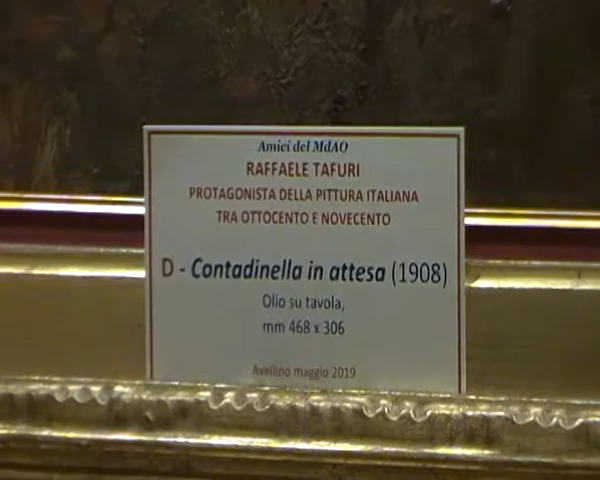 Amici del MdAO
RAFFAELE TAFURI
PROTAGONISTA DELLA PITTURA ITALIANA
TRA OTTOCENTO E NOVECENTO
D - Contadinella in attesa (1908)
Olio su tavola,
mm 468 x 306
Avellino maggio 2019